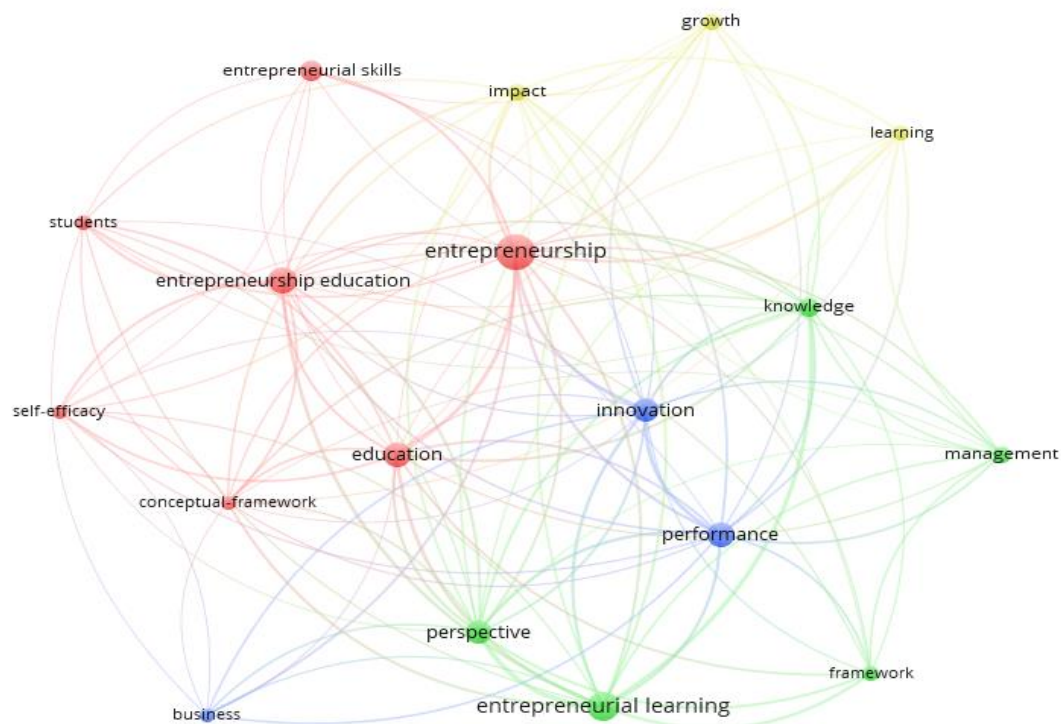 growth
entrepreneurial skills
impact
learning
students
entrepreneurship
entrepreneurship education
knowledge
self-efficacy
innovation
education
management
conceptual-framework
performance
perspective
framework
entrepreneurial learning
business